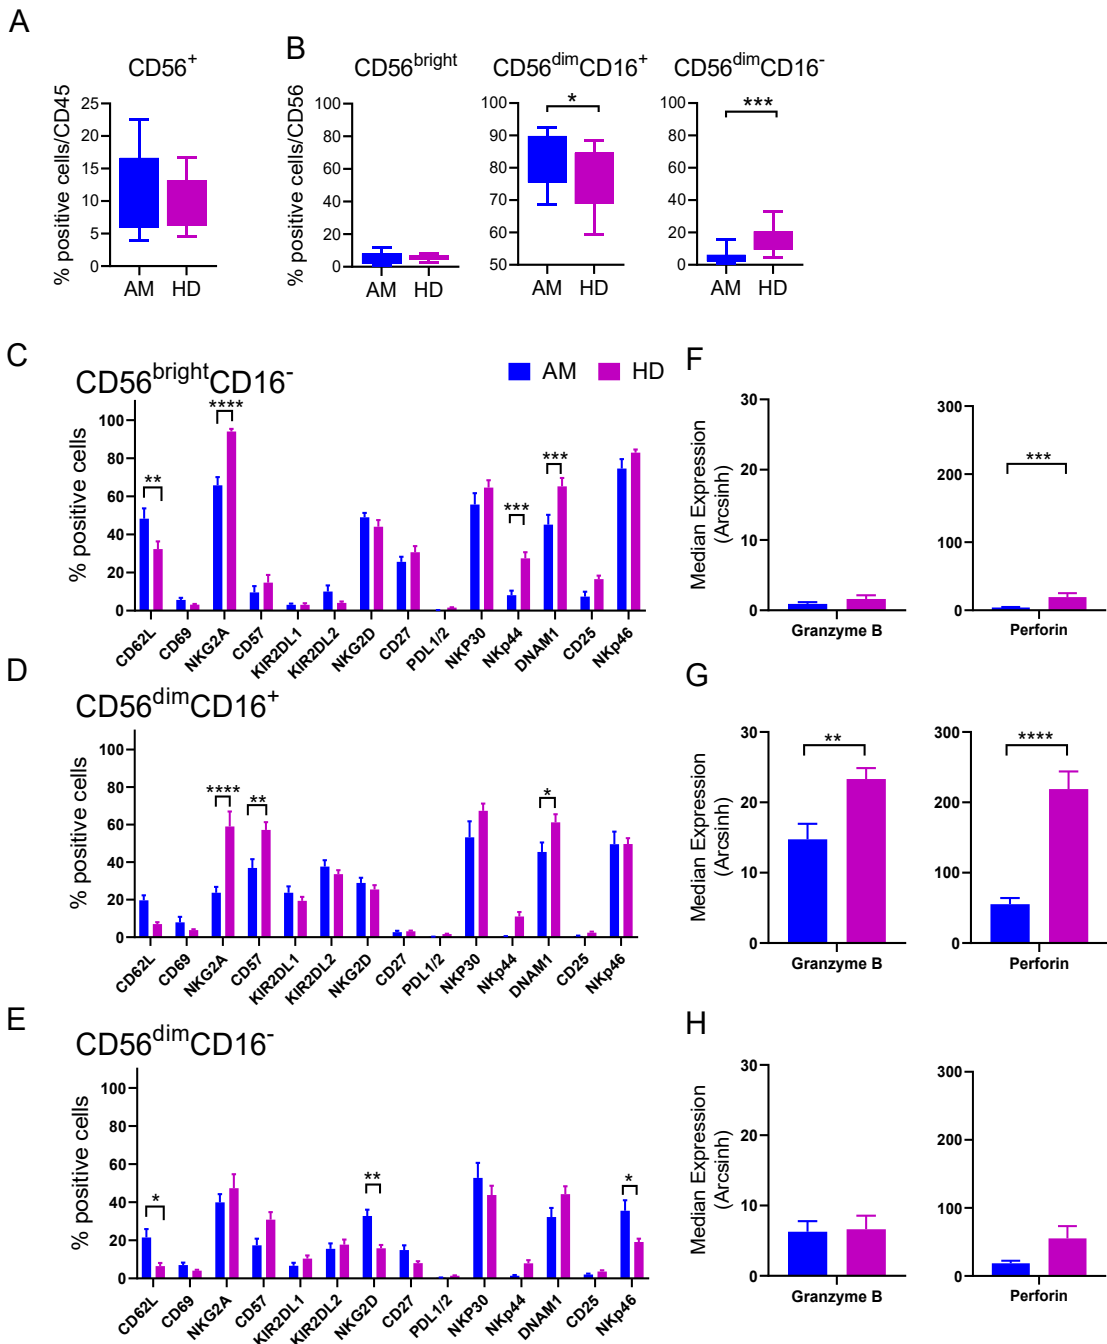 A
CD56+
% positive cells/CD45
25
20
15
10
5
0
AM HD
B
CD56bright
% positive cells/CD56
100
80
60
40
20
0
AM HD
CD56dimCD16+
*
100
90
80
70
60
50
AM HD
CD56dimCD16-
***
100
80
60
40
20
0
AM HD
C
CD56brightCD16-
AM HD
% positive cells
100
80
60
40
20
0
** **** *** ***
CD62L CD69 NKG2A CD57 KIR2DL1 KIR2DL2 NKG2D CD27 PDL1/2 NKP30 NKp44 DNAM1 CD25 NKp46
D
CD56dimCD16+
% positive cells
100
80
60
40
20
0
**** ** *
CD62L CD69 NKG2A CD57 KIR2DL1 KIR2DL2 NKG2D CD27 PDL1/2 NKP30 NKp44 DNAM1 CD25 NKp46
E
CD56dimCD16-
% positive cells
100
80
60
40
20
0
* ** *
CD62L CD69 NKG2A CD57 KIR2DL1 KIR2DL2 NKG2D CD27 PDL1/2 NKP30 NKp44 DNAM1 CD25 NKp46
F
Median Expression
(Arcsinh)
30
20
10
0
Granzyme B
***
300
200
100
0
Perforin
G
Median Expression
(Arcsinh)
**
30
20
10
0
Granzyme B
****
300
200
100
0
Perforin
H
Median Expression
(Arcsinh)
30
20
10
0
Granzyme B
300
200
100
0
Perforin